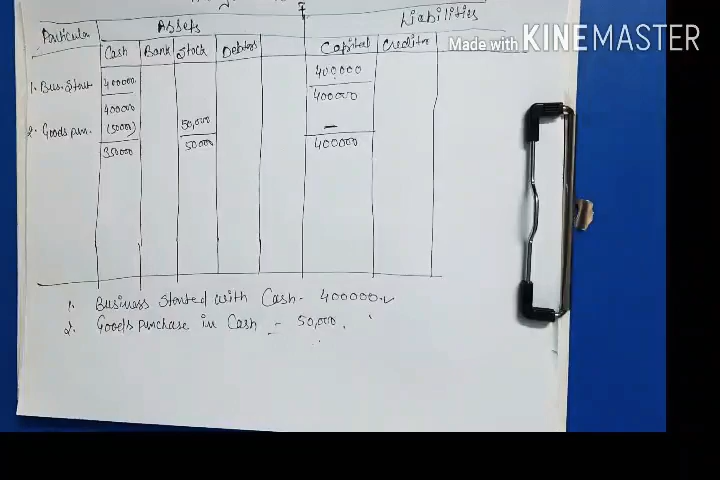 Particular Assets Liabilities
Cash Bank Stock Debtors Capital Creditor
Made with KINEMASTER
1. Bus. Start 400000 400000
400000 400000
2. Goods pur. (50000) 50,000 —
350000 50000 400000
1. Business Started with Cash - 400000
2. Goods purchase in Cash - 50,000.